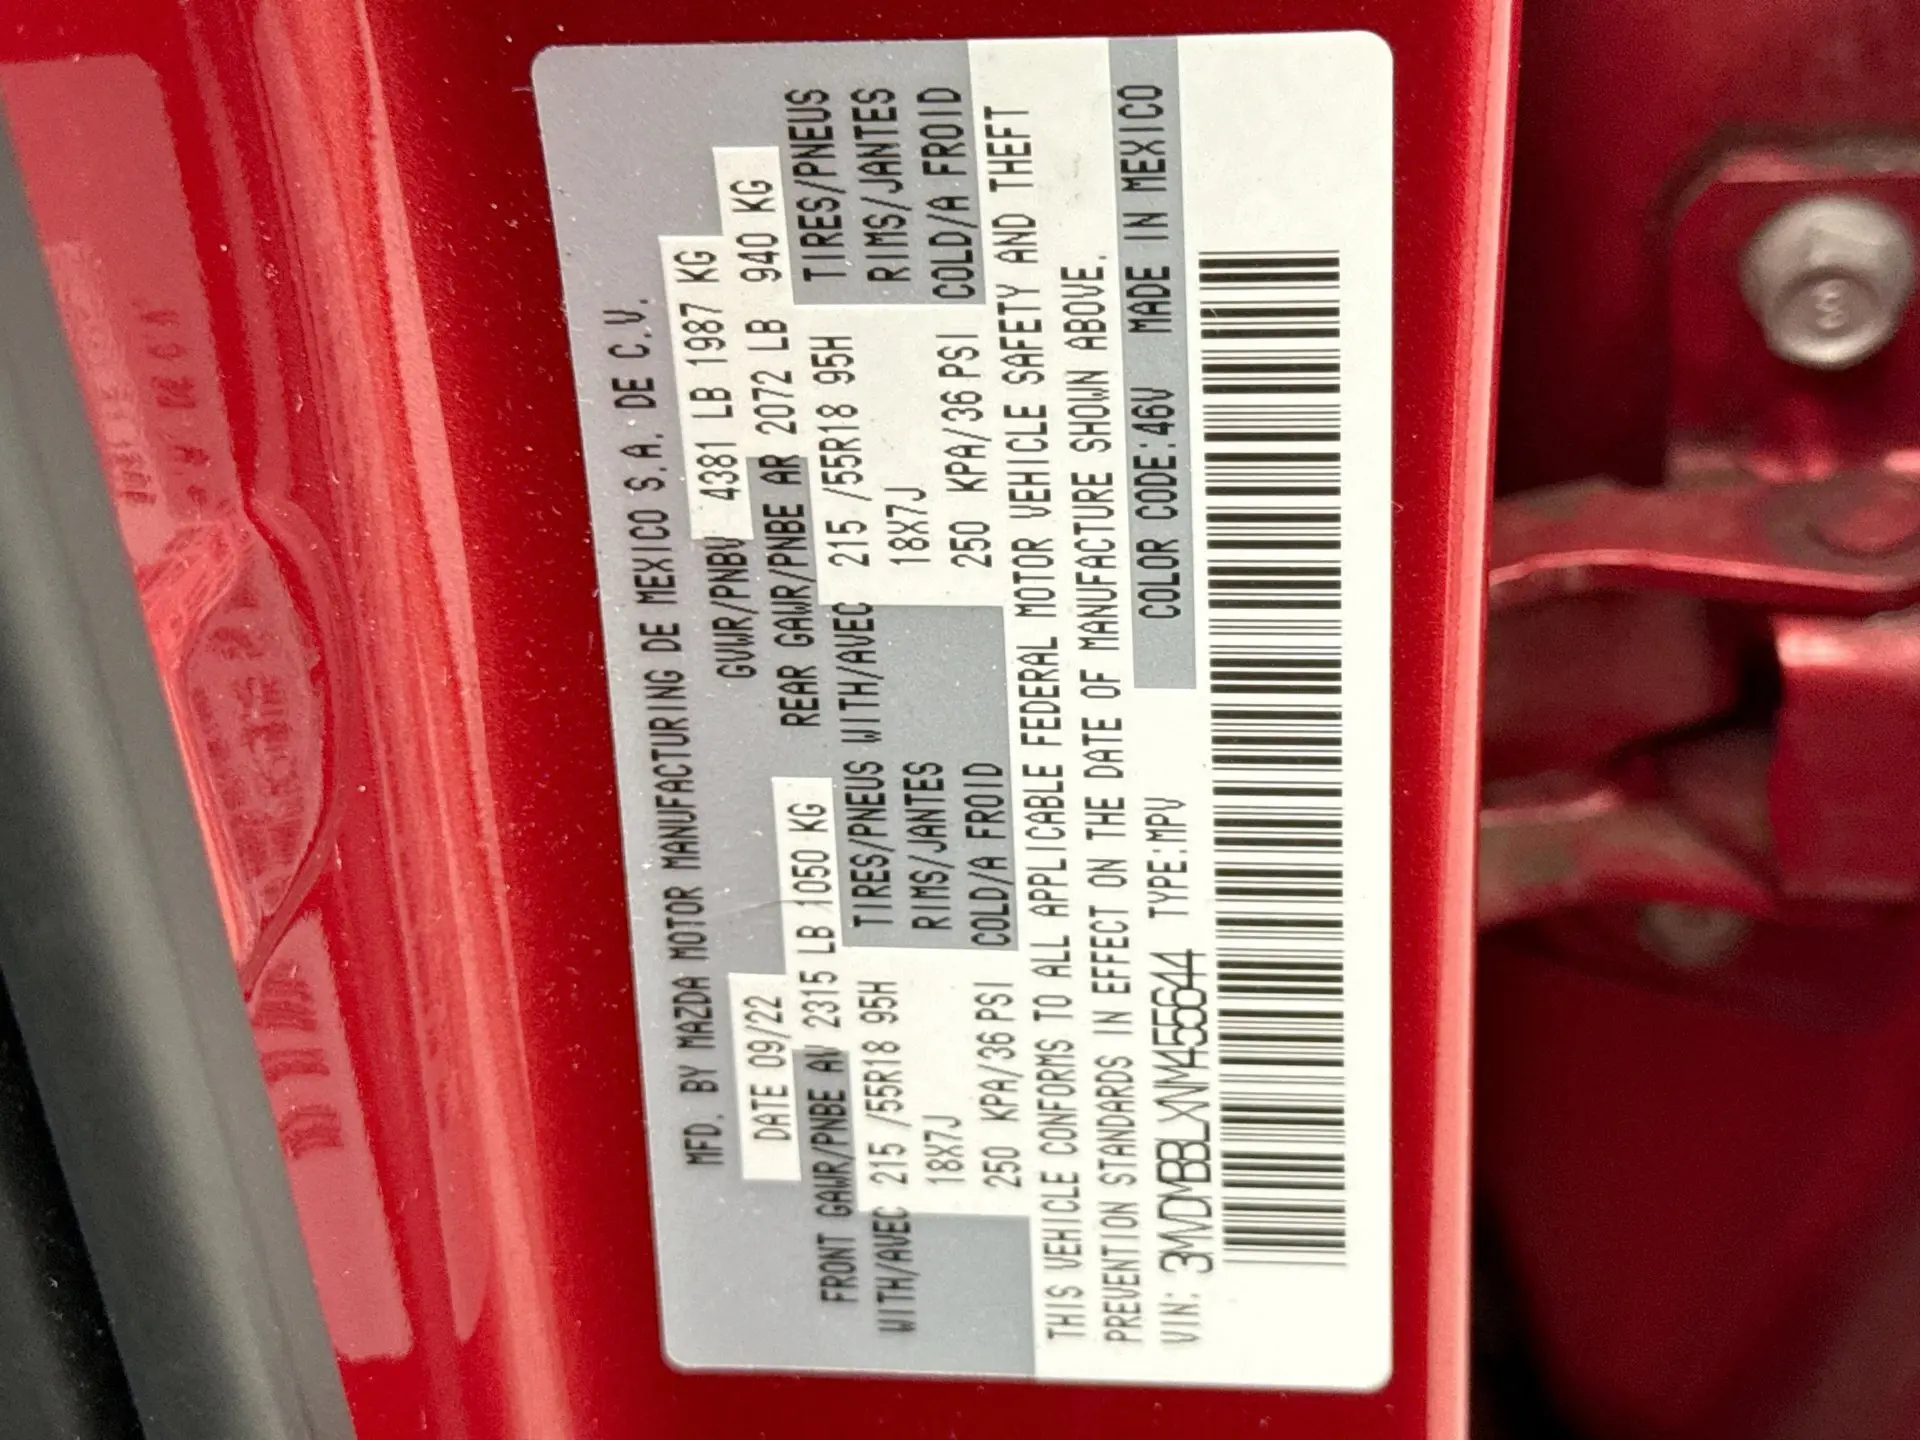 MFD. BY MAZDA MOTOR MANUFACTURING DE MEXICO S.A. DE C.V.
DATE 09/22 GVWR/PNBV 4381 LB 1987 KG
FRONT GAWR/PNBE AV 2315 LB 1050 KG REAR GAWR/PNBE AR 2072 LB 940 KG
WITH/AVEC 215 /55R18 95H TIRES/PNEUS WITH/AVEC 215 /55R18 95H TIRES/PNEUS
18X7J RIMS/JANTES 18X7J RIMS/JANTES
250 KPA/36 PSI COLD/A FROID 250 KPA/36 PSI COLD/A FROID
THIS VEHICLE CONFORMS TO ALL APPLICABLE FEDERAL MOTOR VEHICLE SAFETY AND THEFT
PREVENTION STANDARDS IN EFFECT ON THE DATE OF MANUFACTURE SHOWN ABOVE.
VIN: 3MVDMBBLXNM455644 TYPE:MPV COLOR CODE:46V MADE IN MEXICO